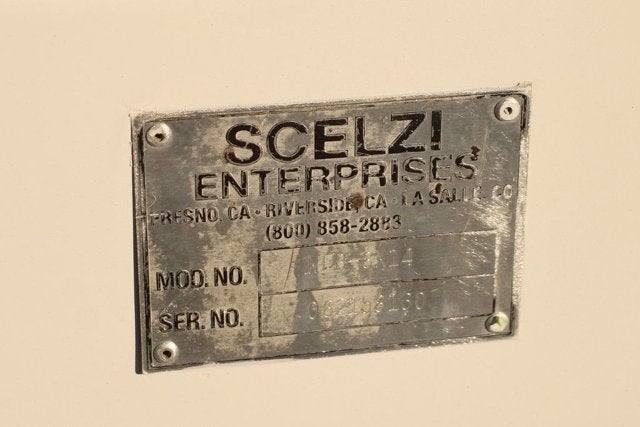 SCELZI
ENTERPRISES
FRESNO, CA • RIVERSIDE, CA • LA SALLE, CO
(800) 858-2883
MOD. NO.
SER. NO.